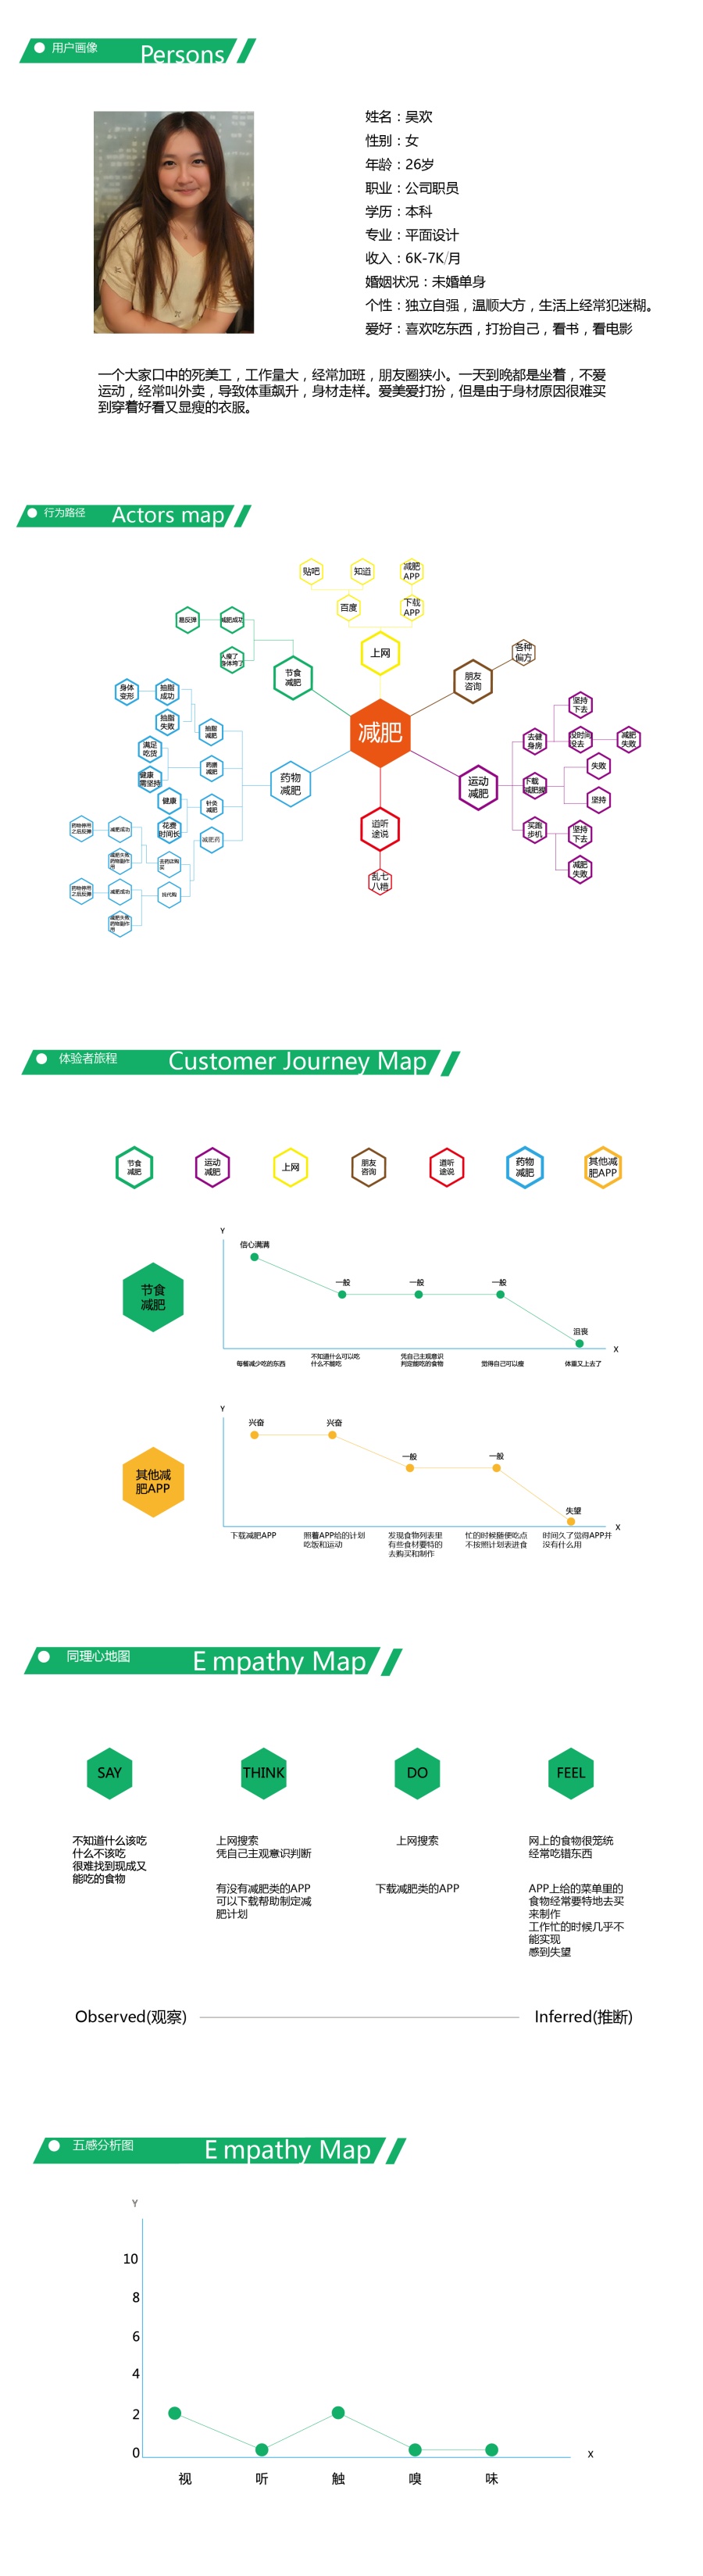 用户画像
Persons
姓名：吴欢
性别：女
年龄：26岁
职业：公司职员
学历：本科
专业：平面设计
收入：6K-7K/月
婚姻状况：未婚单身
个性：独立自强，温顺大方，生活上经常犯迷糊。
爱好：喜欢吃东西，打扮自己，看书，看电影
一个大家口中的死美工，工作量大，经常加班，朋友圈狭小。一天到晚都是坐着，不爱
运动，经常叫外卖，导致体重飙升，身材走样。爱美爱打扮，但是由于身材原因很难买
到穿着好看又显瘦的衣服。
行为路径
Actors map
贴吧
知道
减肥
APP
百度
下载
APP
上网
易反弹
减肥成功
人瘦了
身体垮了
节食
减肥
朋友
咨询
各种
偏方
减肥
身体
变形
抽脂
成功
抽脂
失败
抽脂
减肥
满足
吃货
健康
需坚持
药膳
减肥
药物
减肥
健康
花费
时间长
针灸
减肥
减肥药
药物停用
之后反弹
减肥成功
减肥失败
药物副作
用
去药店购
买
药物停用
之后反弹
减肥成功
减肥失败
药物副作
用
找代购
道听
途说
乱七
八糟
运动
减肥
去健
身房
坚持
下去
没时间
没去
减肥
失败
下载
减肥视
失败
坚持
买跑
步机
坚持
下去
减肥
失败
体验者旅程
Customer Journey Map
节食
减肥
运动
减肥
上网
朋友
咨询
道听
途说
药物
减肥
其他减
肥APP
Y
信心满满
一般
一般
一般
沮丧
节食
减肥
X
每餐减少吃的东西
不知道什么可以吃
什么不能吃
凭自己主观意识
判定能吃的食物
觉得自己可以瘦
体重又上去了
Y
兴奋
兴奋
一般
一般
失望
其他减
肥APP
X
下载减肥APP
照着APP给的计划
吃饭和运动
发现食物列表里
有些食材要特的
去购买和制作
忙的时候随便吃点
不按照计划表进食
时间久了觉得APP并
没有什么用
同理心地图
E mpathy Map
SAY
THINK
DO
FEEL
不知道什么该吃
什么不该吃
很难找到现成又
能吃的食物
上网搜索
凭自己主观意识判断
有没有减肥类的APP
可以下载帮助制定减
肥计划
上网搜索
下载减肥类的APP
网上的食物很笼统
经常吃错东西
APP上给的菜单里的
食物经常要特地去买
来制作
工作忙的时候几乎不
能实现
感到失望
Observed(观察)
Inferred(推断)
五感分析图
E mpathy Map
Y
10
8
6
4
2
0
X
视
听
触
嗅
味